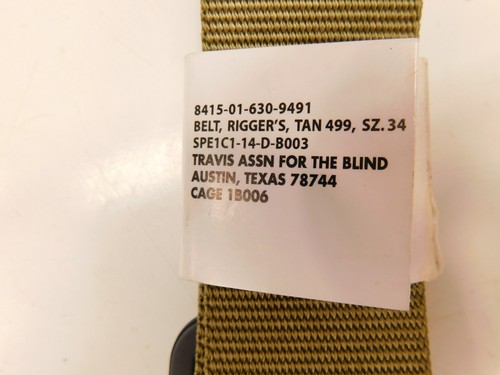 8415-01-630-9491
BELT, RIGGER'S, TAN 499, SZ. 34
SPE1C1-14-D-B003
TRAVIS ASSN FOR THE BLIND
AUSTIN, TEXAS 78744
CAGE 1B006